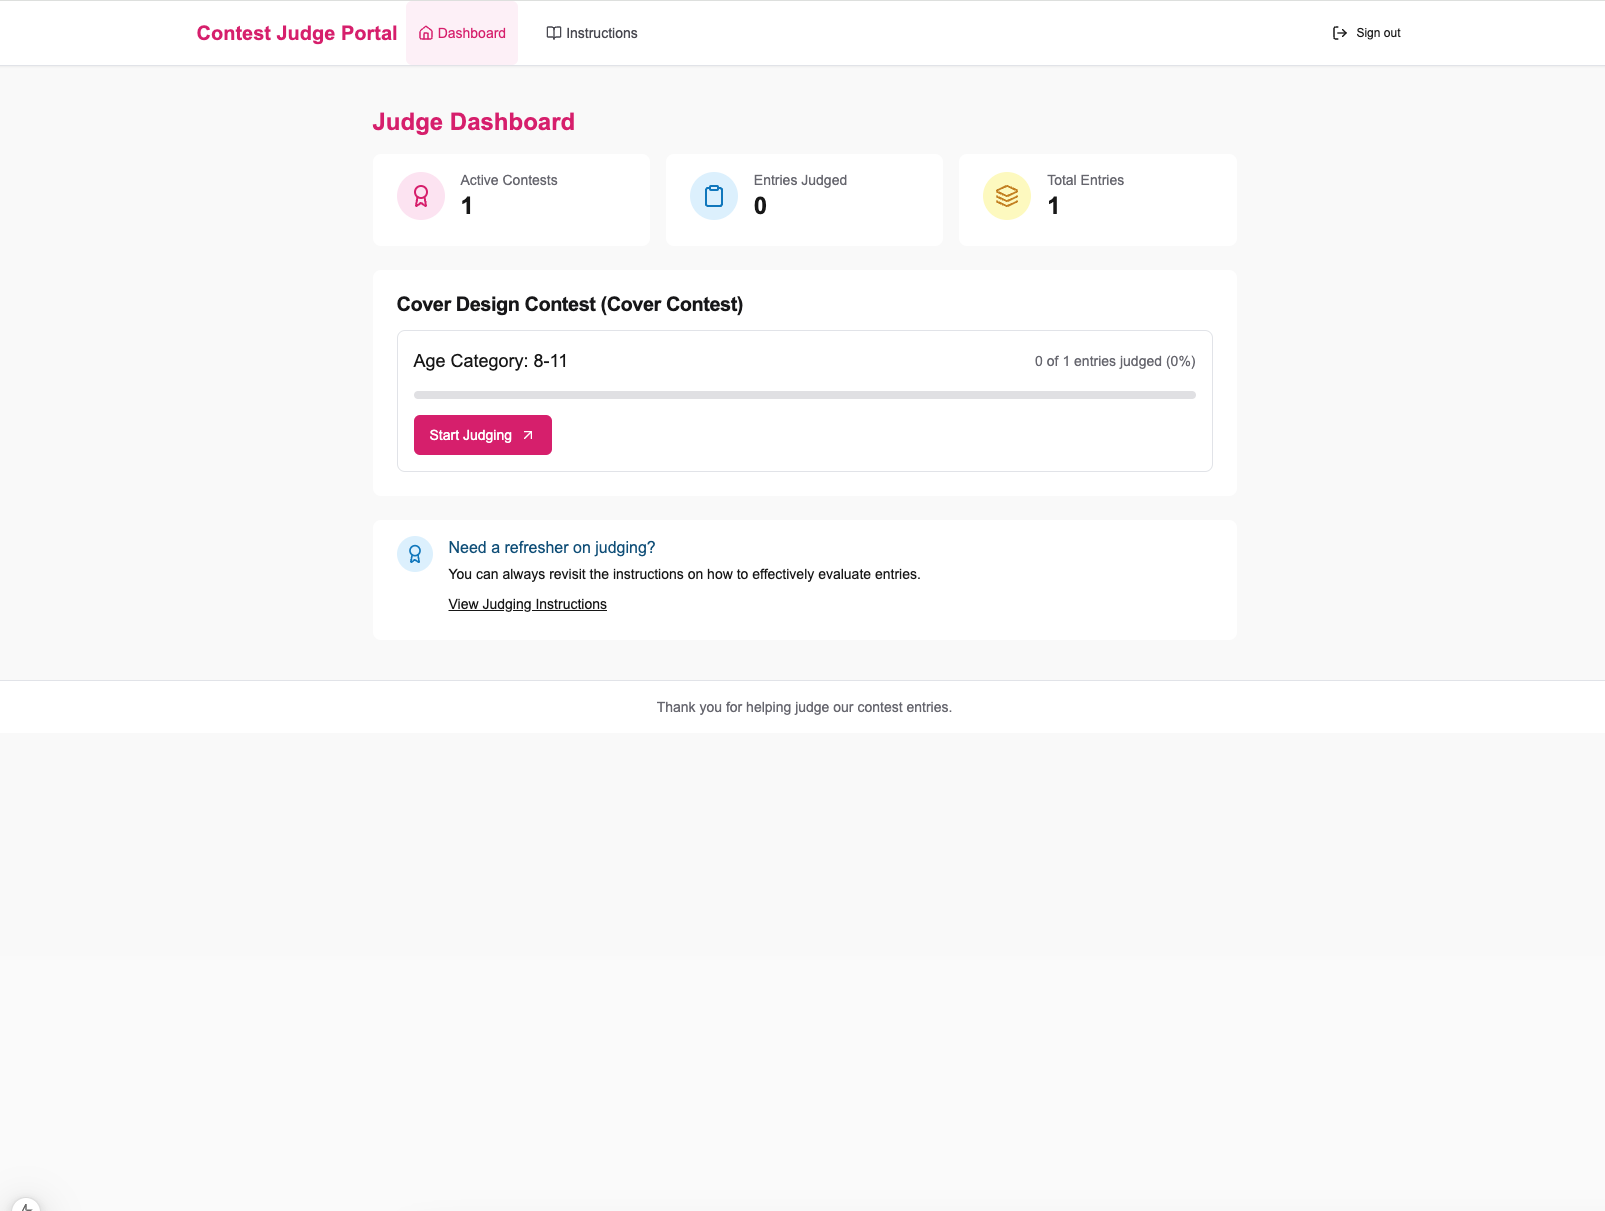 Contest Judge Portal
Dashboard
Instructions
Sign out
Judge Dashboard
Active Contests
1
Entries Judged
0
Total Entries
1
Cover Design Contest (Cover Contest)
Age Category: 8-11
0 of 1 entries judged (0%)
Start Judging
Need a refresher on judging?
You can always revisit the instructions on how to effectively evaluate entries.
View Judging Instructions
Thank you for helping judge our contest entries.